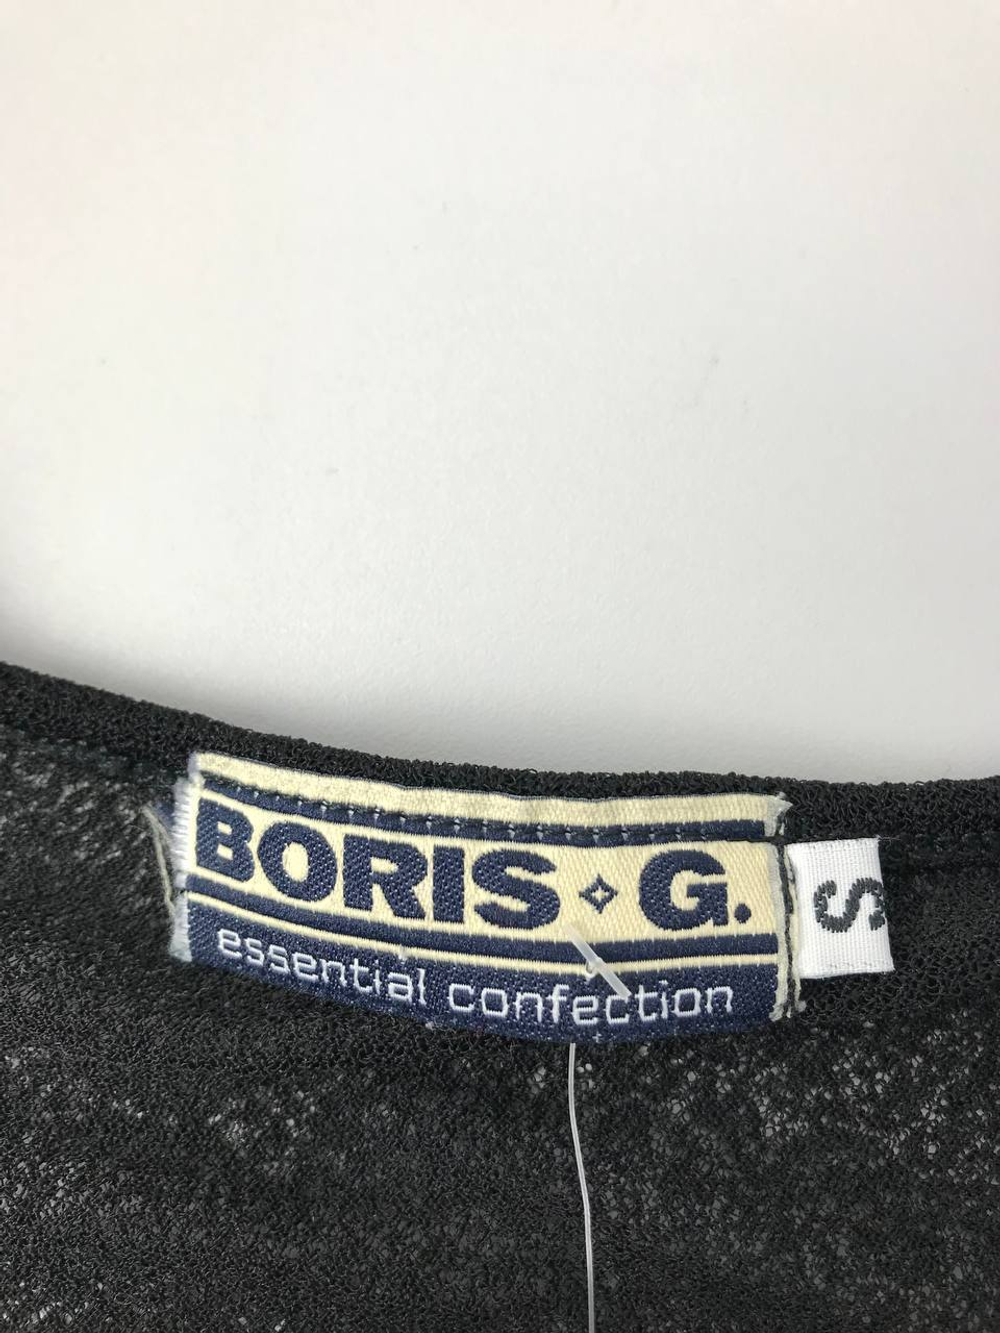 BORIS G.
essential confection
S